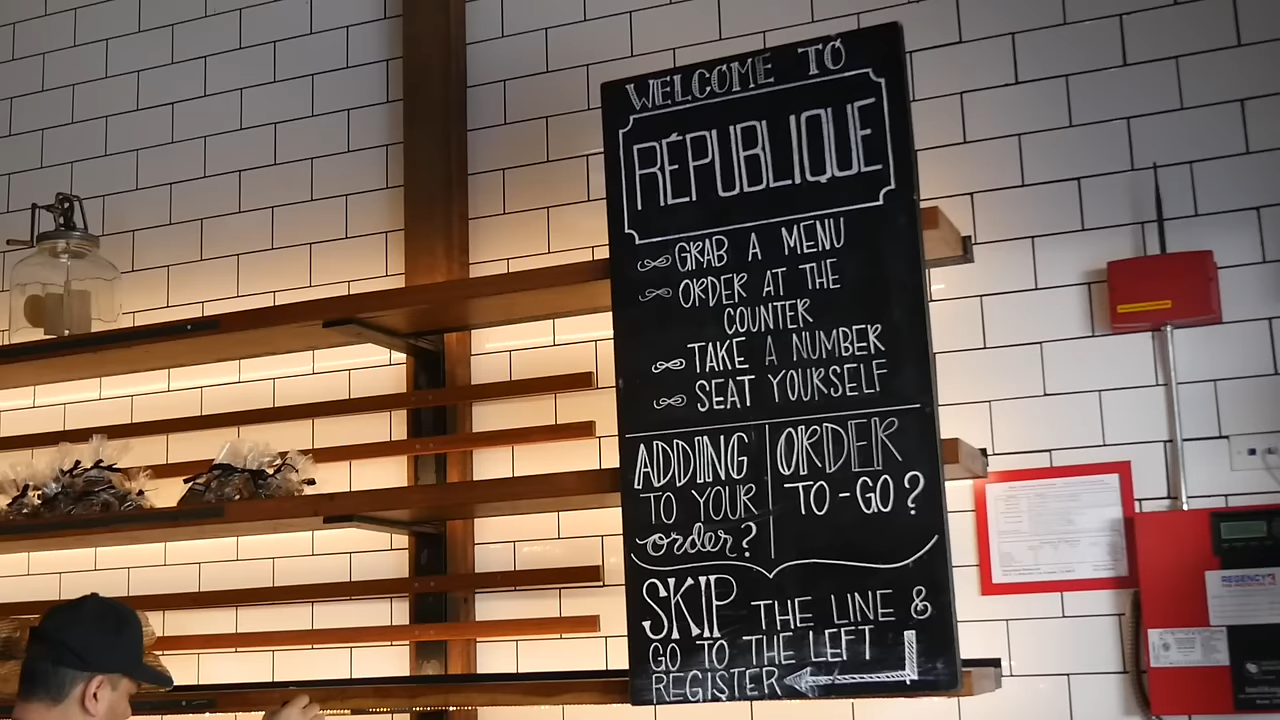 WELCOME TO
RÉPUBLIQUE
GRAB A MENU
ORDER AT THE
COUNTER
TAKE A NUMBER
SEAT YOURSELF
ADDING
TO YOUR
order?
ORDER
TO-GO?
SKIP THE LINE &
GO TO THE LEFT
REGISTER
REGENCY